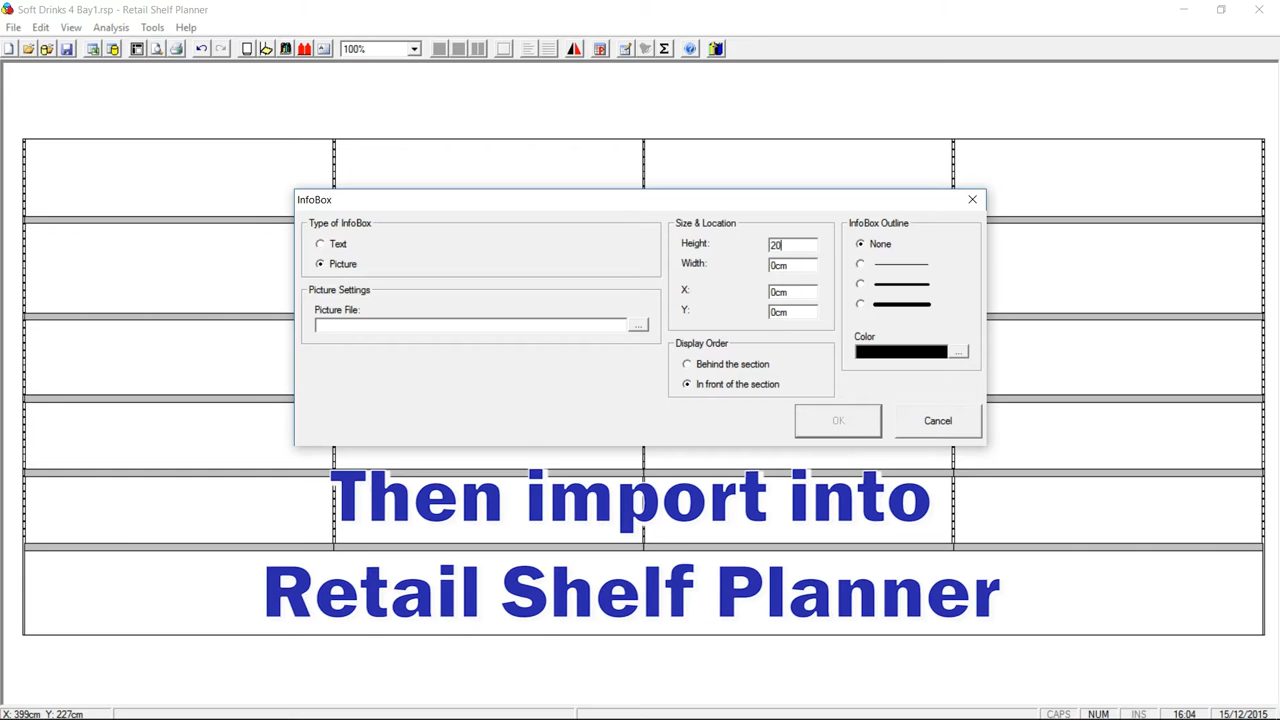 Soft Drinks 4 Bay1.rsp - Retail Shelf Planner
File Edit View Analysis Tools Help
100%
InfoBox
Type of InfoBox
Text
Picture
Picture Settings
Picture File:
...
Size & Location
Height: 20
Width: 0cm
X: 0cm
Y: 0cm
Display Order
Behind the section
In front of the section
InfoBox Outline
None
Color
...
OK Cancel
Then import into
Retail Shelf Planner
X: 399cm Y: 227cm CAPS NUM INS 16:04 15/12/2015